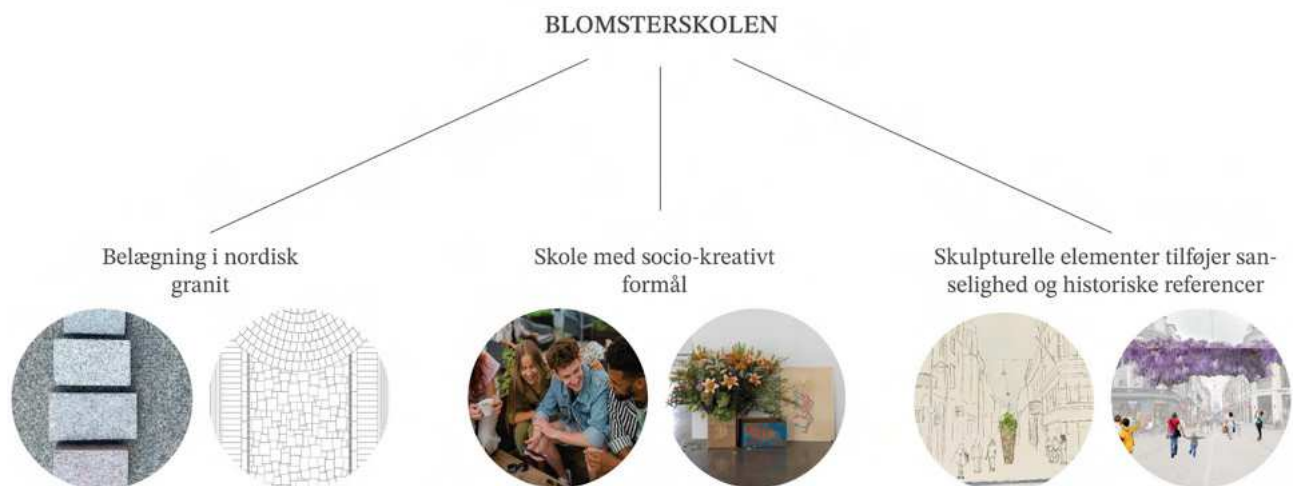 BLOMSTERSKOLEN
Belægning i nordisk
granit
Skole med socio-kreativt
formål
Skulpturelle elementer tilføjer san-
selighed og historiske referencer